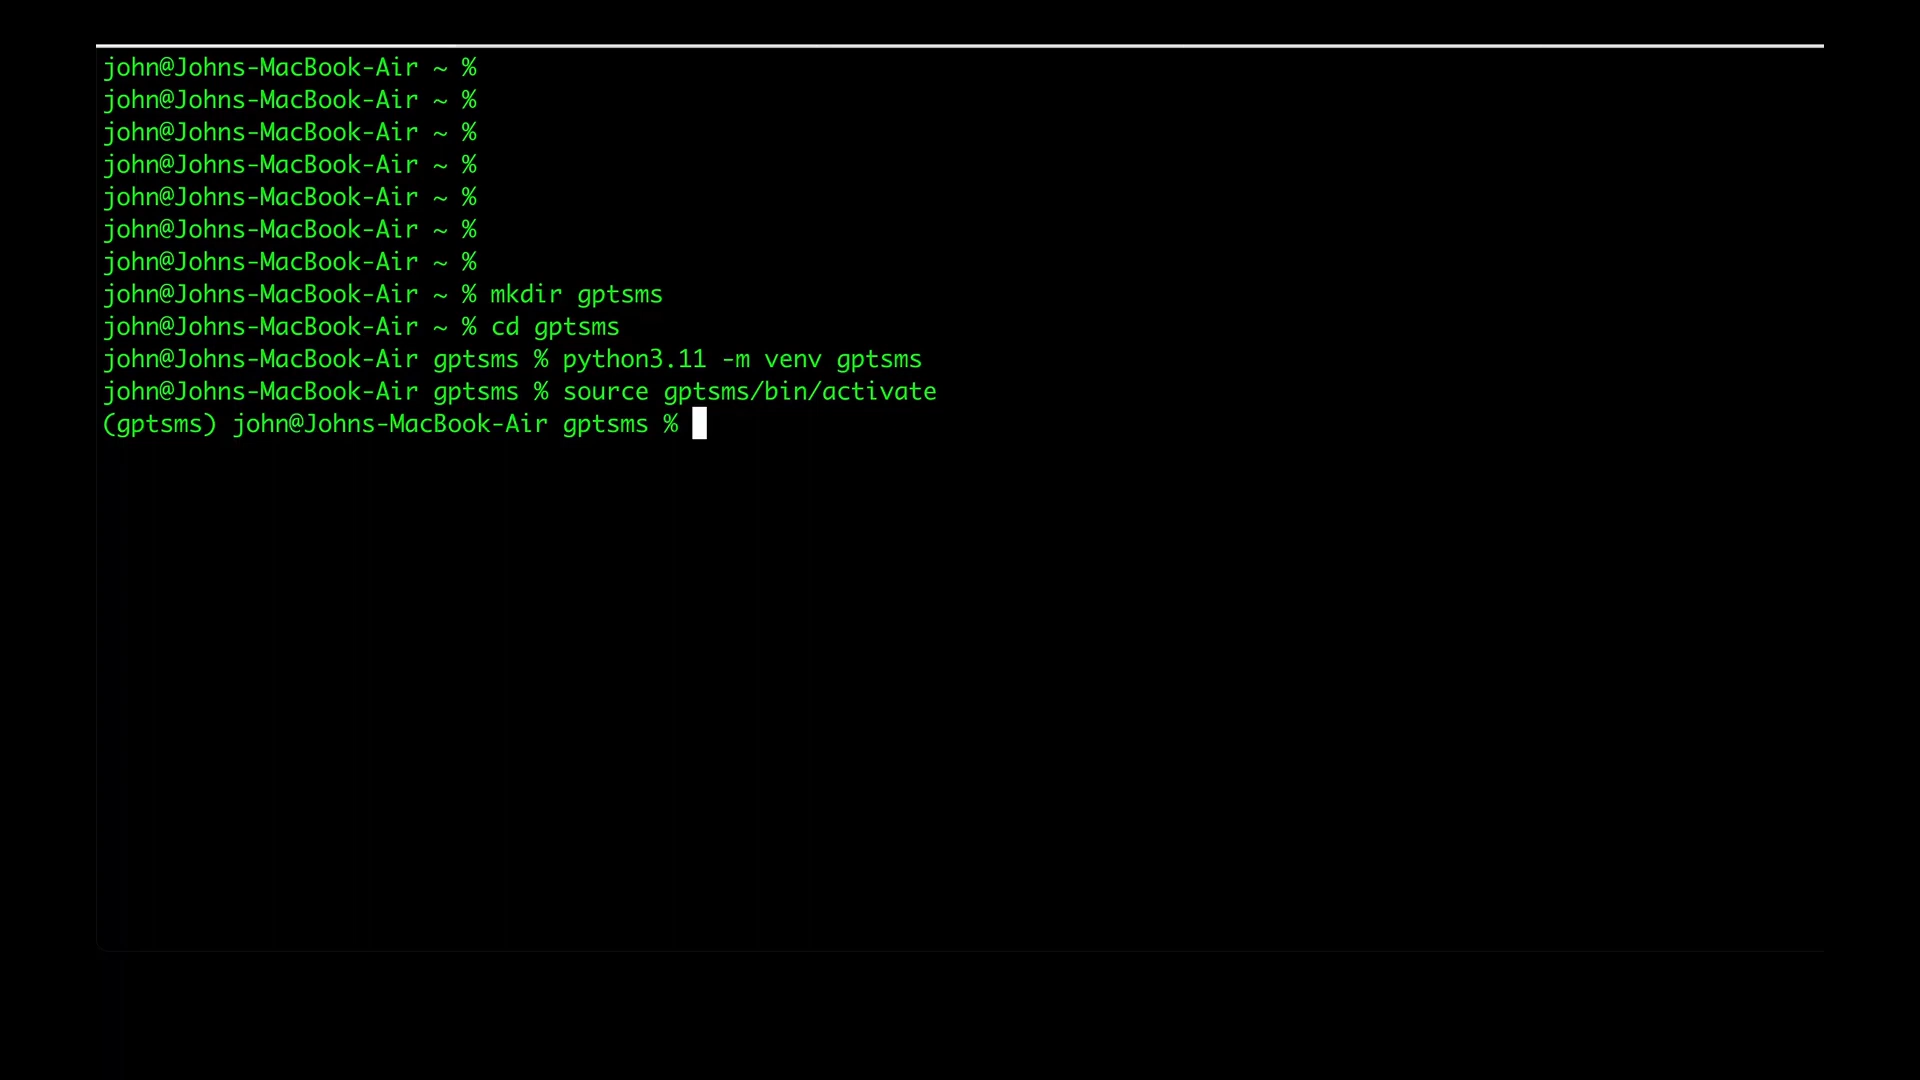 john@Johns-MacBook-Air ~ %
john@Johns-MacBook-Air ~ %
john@Johns-MacBook-Air ~ %
john@Johns-MacBook-Air ~ %
john@Johns-MacBook-Air ~ %
john@Johns-MacBook-Air ~ %
john@Johns-MacBook-Air ~ %
john@Johns-MacBook-Air ~ % mkdir gptsms
john@Johns-MacBook-Air ~ % cd gptsms
john@Johns-MacBook-Air gptsms % python3.11 -m venv gptsms
john@Johns-MacBook-Air gptsms % source gptsms/bin/activate
(gptsms) john@Johns-MacBook-Air gptsms %